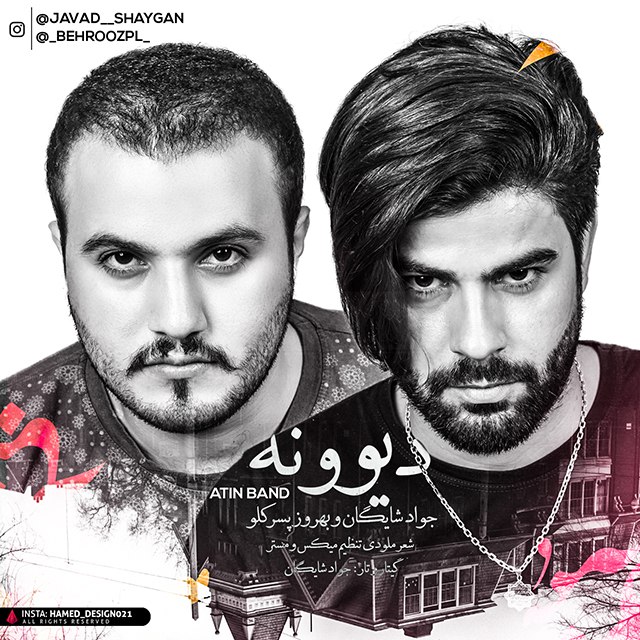 @JAVAD__SHAYGAN
@_BEHROOZPL_
دیوونه
ATIN BAND
جواد شایگان و بهروز پسرکلو
شعر ملودی تنظیم میکس و مستر
گیتار و تار : جواد شایگان
INSTA: HAMED_DESIGN021
ALL RIGHTS RESERVED